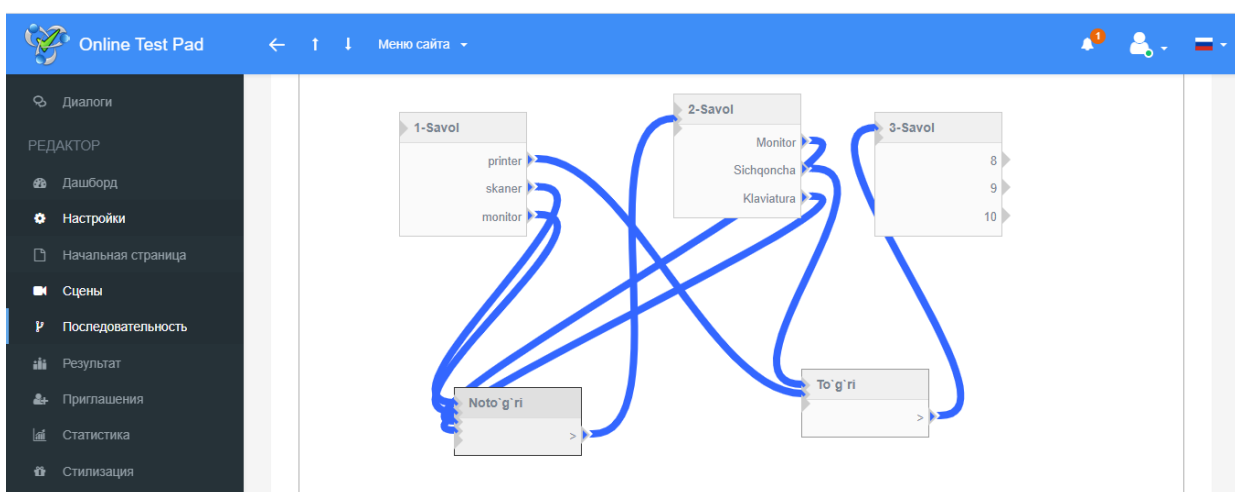 Online Test Pad
Меню сайта
1
Диалоги
РЕДАКТОР
Дашборд
Настройки
Начальная страница
Сцены
Последовательность
Результат
Приглашения
Статистика
Стилизация
1-Savol
printer
skaner
monitor
2-Savol
Monitor
Sichqoncha
Klaviatura
3-Savol
8
9
10
Noto`g`ri
>
To`g`ri
>